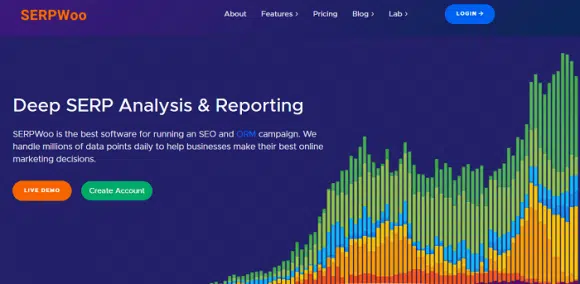 SERPWoo
About Features › Pricing Blog › Lab › LOGIN →
Deep SERP Analysis & Reporting
SERPWoo is the best software for running an SEO and ORM campaign. We
handle millions of data points daily to help businesses make their best online
marketing decisions.
LIVE DEMO Create Account